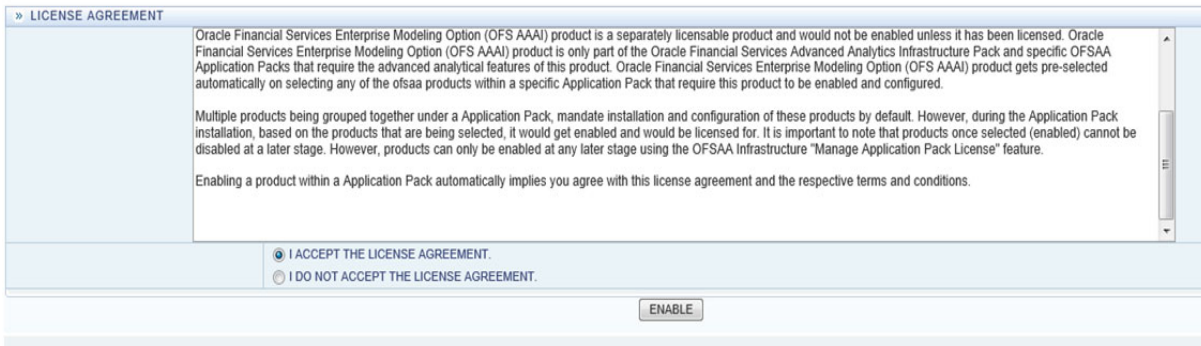 » LICENSE AGREEMENT
Oracle Financial Services Enterprise Modeling Option (OFS AAAI) product is a separately licensable product and would not be enabled unless it has been licensed. Oracle
Financial Services Enterprise Modeling Option (OFS AAAI) product is only part of the Oracle Financial Services Advanced Analytics Infrastructure Pack and specific OFSAA
Application Packs that require the advanced analytical features of this product. Oracle Financial Services Enterprise Modeling Option (OFS AAAI) product gets pre-selected
automatically on selecting any of the ofsaa products within a specific Application Pack that require this product to be enabled and configured.
Multiple products being grouped together under a Application Pack, mandate installation and configuration of these products by default. However, during the Application Pack
installation, based on the products that are being selected, it would get enabled and would be licensed for. It is important to note that products once selected (enabled) cannot be
disabled at a later stage. However, products can only be enabled at any later stage using the OFSAA Infrastructure "Manage Application Pack License" feature.
Enabling a product within a Application Pack automatically implies you agree with this license agreement and the respective terms and conditions.
I ACCEPT THE LICENSE AGREEMENT.
I DO NOT ACCEPT THE LICENSE AGREEMENT.
ENABLE